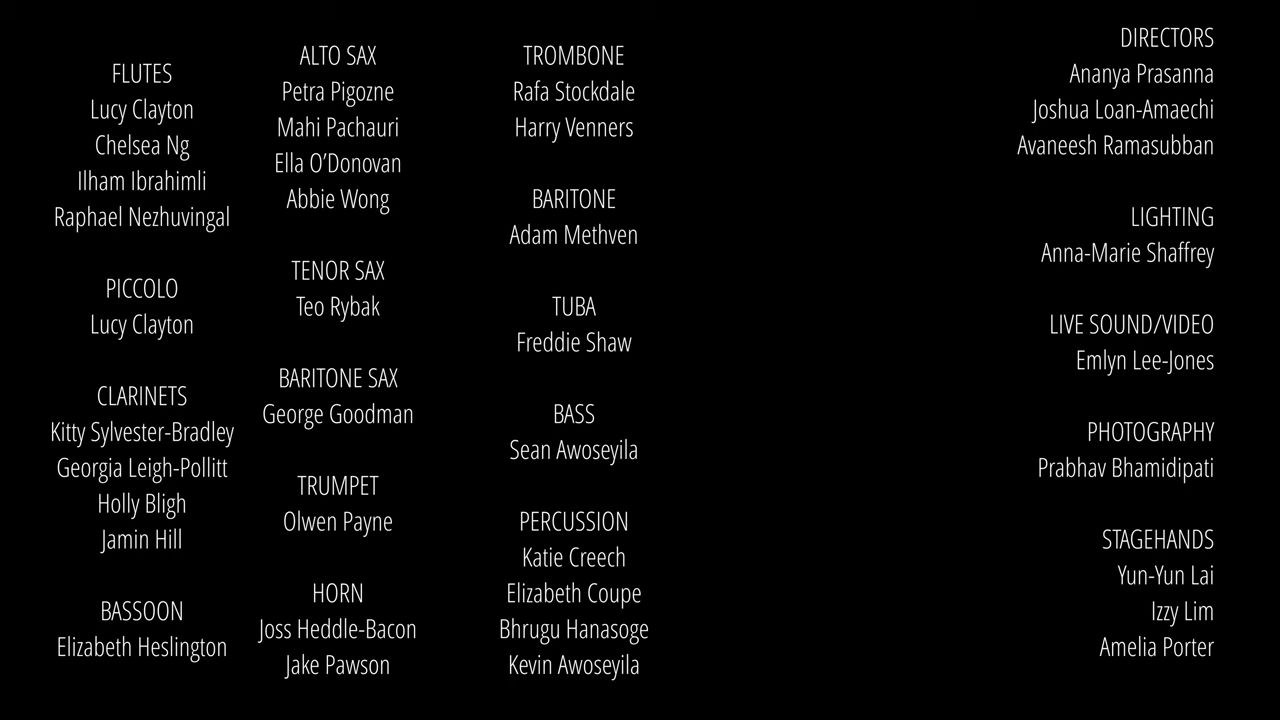 FLUTES
Lucy Clayton
Chelsea Ng
Ilham Ibrahimli
Raphael Nezhuvingal
PICCOLO
Lucy Clayton
CLARINETS
Kitty Sylvester-Bradley
Georgia Leigh-Pollitt
Holly Bligh
Jamin Hill
BASSOON
Elizabeth Heslington
ALTO SAX
Petra Pigozne
Mahi Pachauri
Ella O’Donovan
Abbie Wong
TENOR SAX
Teo Rybak
BARITONE SAX
George Goodman
TRUMPET
Olwen Payne
HORN
Joss Heddle-Bacon
Jake Pawson
TROMBONE
Rafa Stockdale
Harry Venners
BARITONE
Adam Methven
TUBA
Freddie Shaw
BASS
Sean Awoseyila
PERCUSSION
Katie Creech
Elizabeth Coupe
Bhrugu Hanasoge
Kevin Awoseyila
DIRECTORS
Ananya Prasanna
Joshua Loan-Amaechi
Avaneesh Ramasubban
LIGHTING
Anna-Marie Shaffrey
LIVE SOUND/VIDEO
Emlyn Lee-Jones
PHOTOGRAPHY
Prabhav Bhamidipati
STAGEHANDS
Yun-Yun Lai
Izzy Lim
Amelia Porter